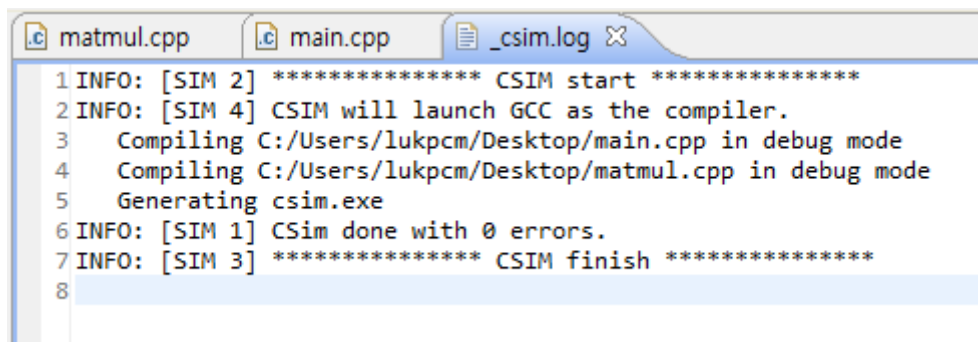 matmul.cpp main.cpp _csim.log
1 INFO: [SIM 2] *************** CSIM start ***************
2 INFO: [SIM 4] CSIM will launch GCC as the compiler.
3    Compiling C:/Users/lukpcm/Desktop/main.cpp in debug mode
4    Compiling C:/Users/lukpcm/Desktop/matmul.cpp in debug mode
5    Generating csim.exe
6 INFO: [SIM 1] CSim done with 0 errors.
7 INFO: [SIM 3] *************** CSIM finish ***************
8